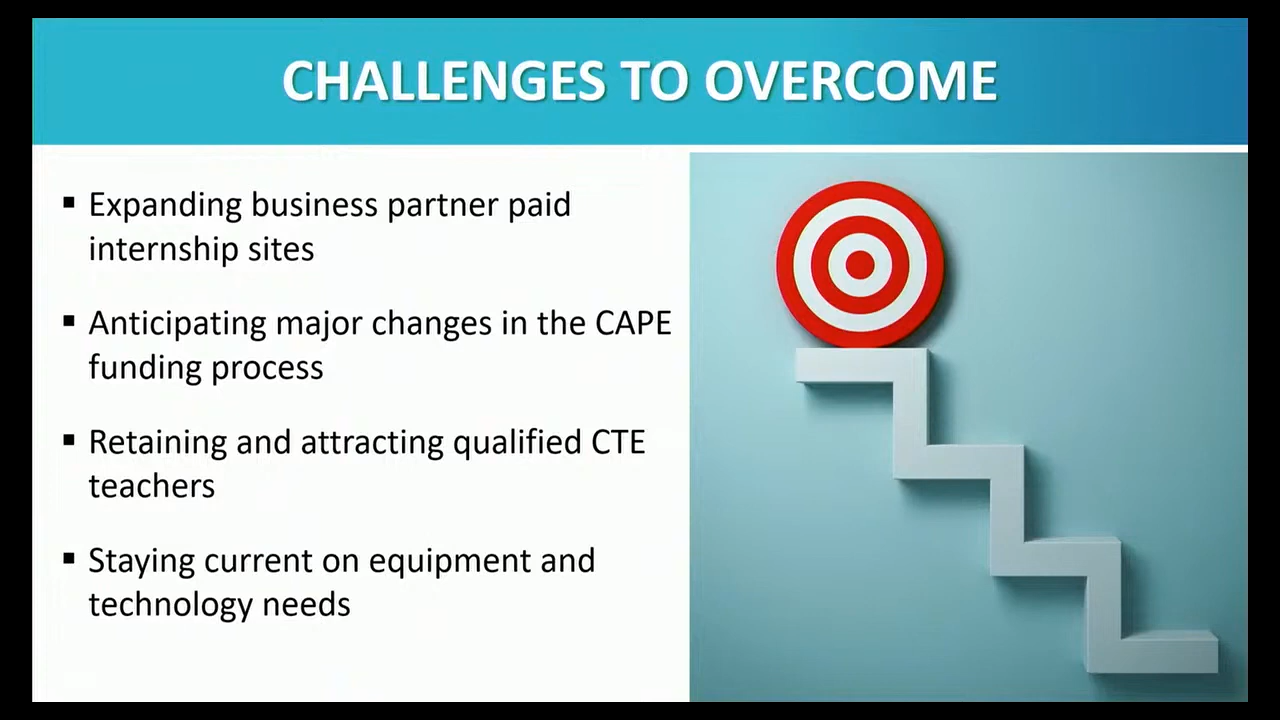 CHALLENGES TO OVERCOME
▪ Expanding business partner paid
internship sites
▪ Anticipating major changes in the CAPE
funding process
▪ Retaining and attracting qualified CTE
teachers
▪ Staying current on equipment and
technology needs